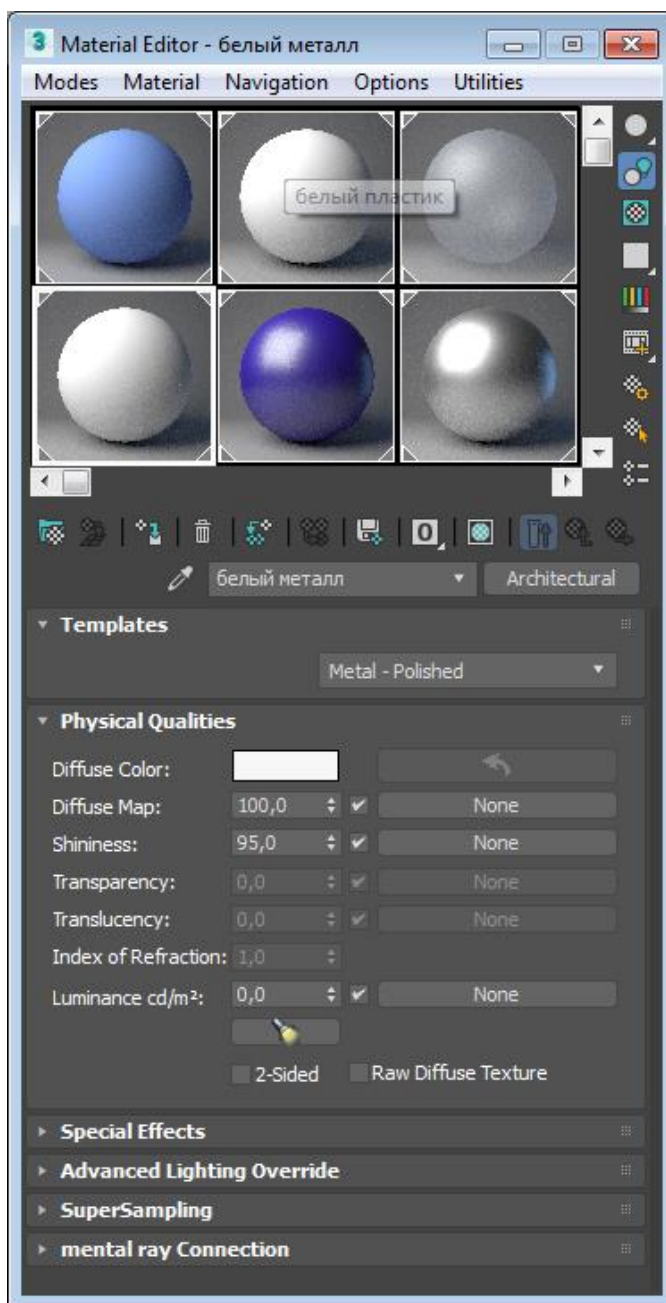 Material Editor - белый металл
Modes Material Navigation Options Utilities
белый пластик
белый металл Architectural
Templates
Metal - Polished
Physical Qualities
Diffuse Color:
Diffuse Map: 100,0 None
Shininess: 95,0 None
Transparency: 0,0 None
Translucency: 0,0 None
Index of Refraction: 1,0
Luminance cd/m²: 0,0 None
2-Sided Raw Diffuse Texture
Special Effects
Advanced Lighting Override
SuperSampling
mental ray Connection